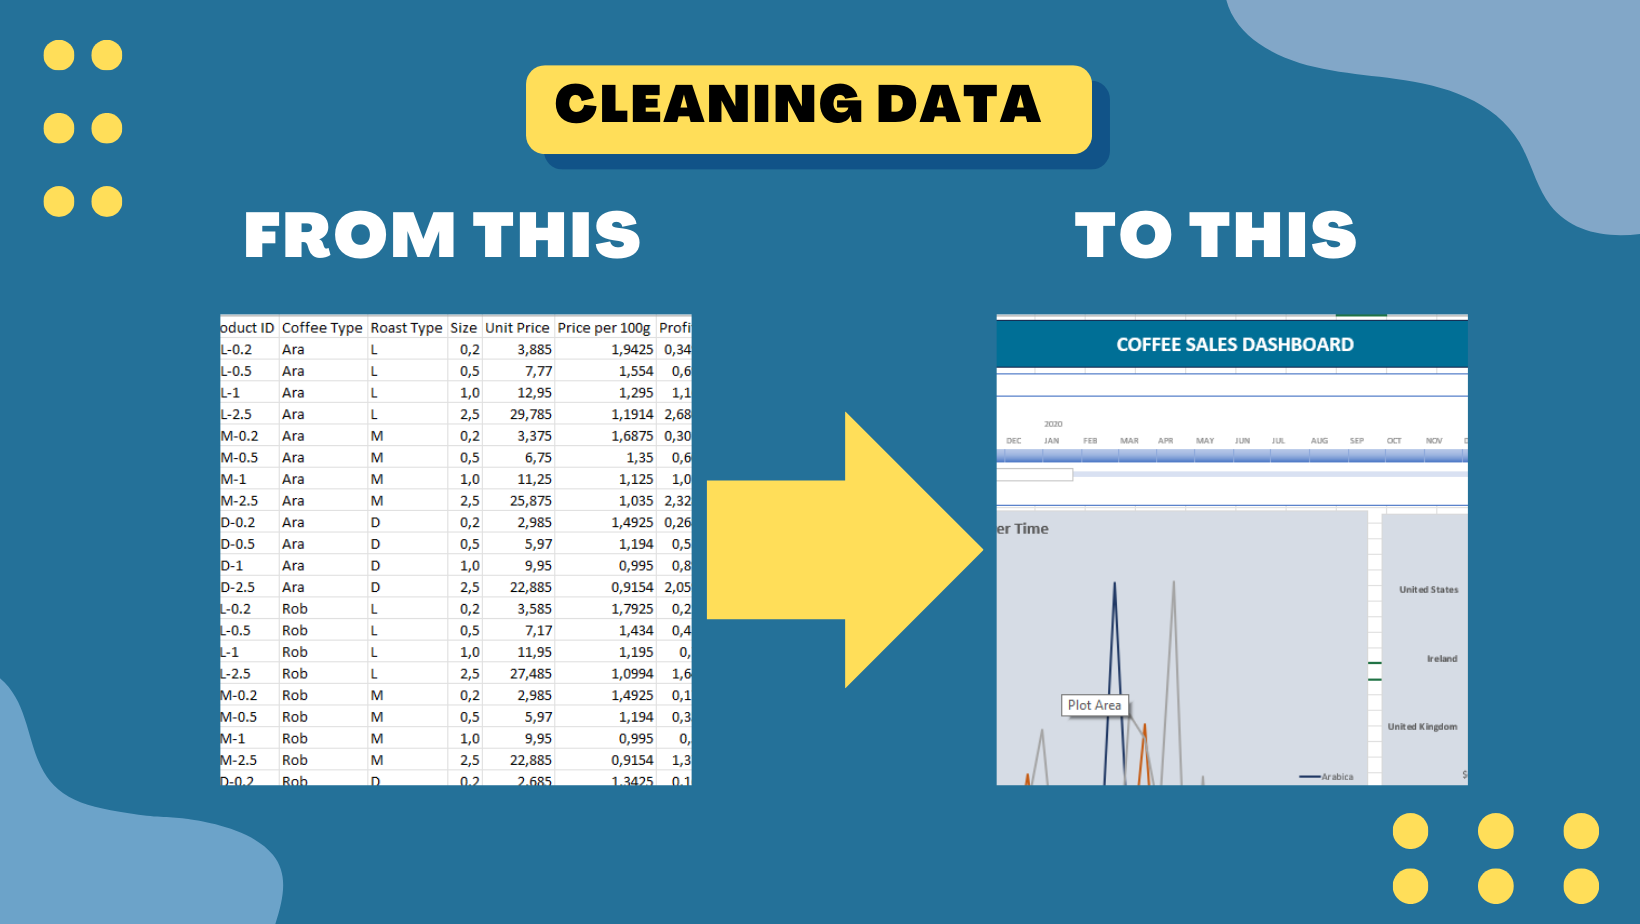 CLEANING DATA
FROM THIS
TO THIS
oduct ID Coffee Type Roast Type Size Unit Price Price per 100g Profi
L-0.2 Ara L 0,2 3,885 1,9425 0,34
L-0.5 Ara L 0,5 7,77 1,554 0,6
L-1 Ara L 1,0 12,95 1,295 1,1
L-2.5 Ara L 2,5 29,785 1,1914 2,68
M-0.2 Ara M 0,2 3,375 1,6875 0,30
M-0.5 Ara M 0,5 6,75 1,35 0,6
M-1 Ara M 1,0 11,25 1,125 1,0
M-2.5 Ara M 2,5 25,875 1,035 2,32
D-0.2 Ara D 0,2 2,985 1,4925 0,26
D-0.5 Ara D 0,5 5,97 1,194 0,5
D-1 Ara D 1,0 9,95 0,995 0,8
D-2.5 Ara D 2,5 22,885 0,9154 2,05
L-0.2 Rob L 0,2 3,585 1,7925 0,2
L-0.5 Rob L 0,5 7,17 1,434 0,4
L-1 Rob L 1,0 11,95 1,195 0,
L-2.5 Rob L 2,5 27,485 1,0994 1,6
M-0.2 Rob M 0,2 2,985 1,4925 0,1
M-0.5 Rob M 0,5 5,97 1,194 0,3
M-1 Rob M 1,0 9,95 0,995 0,
M-2.5 Rob M 2,5 22,885 0,9154 1,3
D-0.2 Rob D 0,2 2,685 1,3425 0,1
COFFEE SALES DASHBOARD
2020
DEC JAN FEB MAR APR MAY JUN JUL AUG SEP OCT NOV D
er Time
United States
Ireland
Plot Area
United Kingdom
Arabica
$